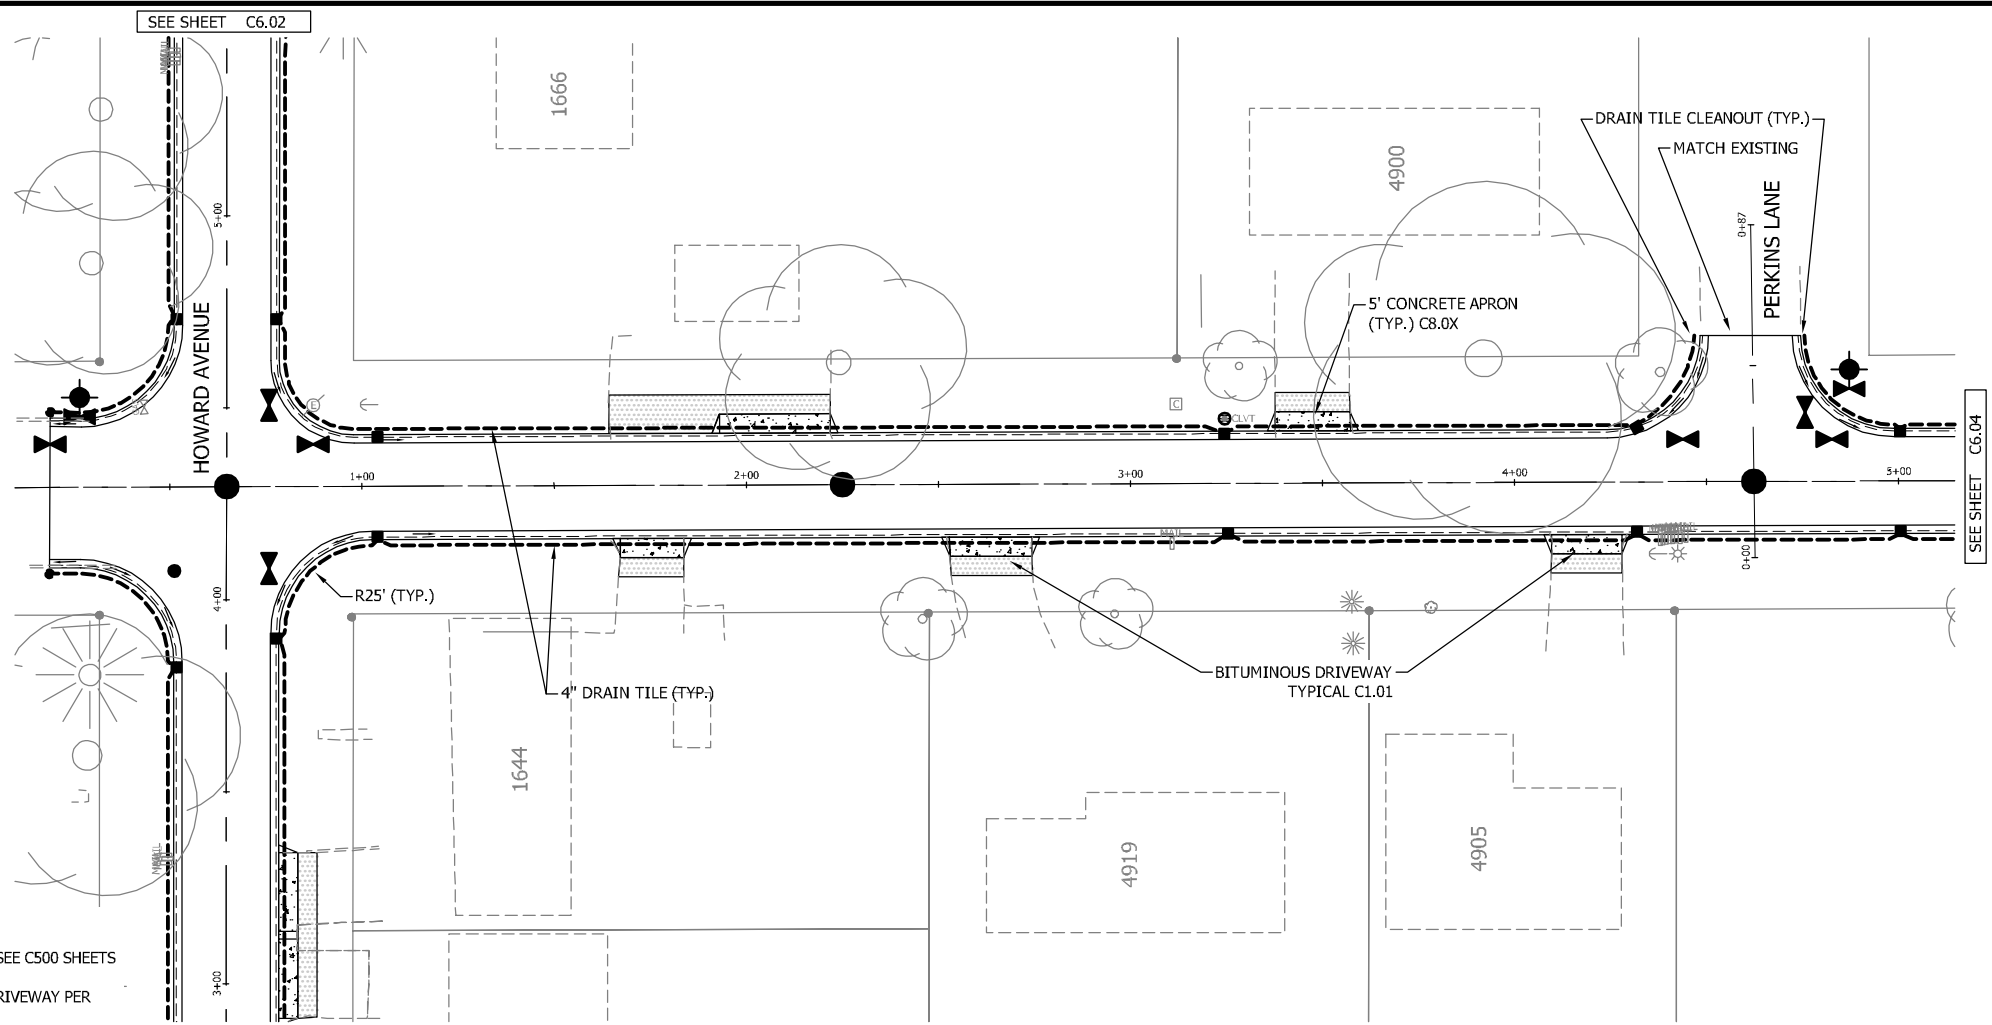 SEE SHEET C6.02
1666
4900
DRAIN TILE CLEANOUT (TYP.)
MATCH EXISTING
PERKINS LANE
0+87
5+00
HOWARD AVENUE
5' CONCRETE APRON
(TYP.) C8.0X
E
C
CLVT
1+00
2+00
3+00
4+00
5+00
SEE SHEET C6.04
0+00
4+00
R25' (TYP.)
4" DRAIN TILE (TYP.)
BITUMINOUS DRIVEWAY
TYPICAL C1.01
1644
4919
4905
3+00
SEE C500 SHEETS
RIVEWAY PER